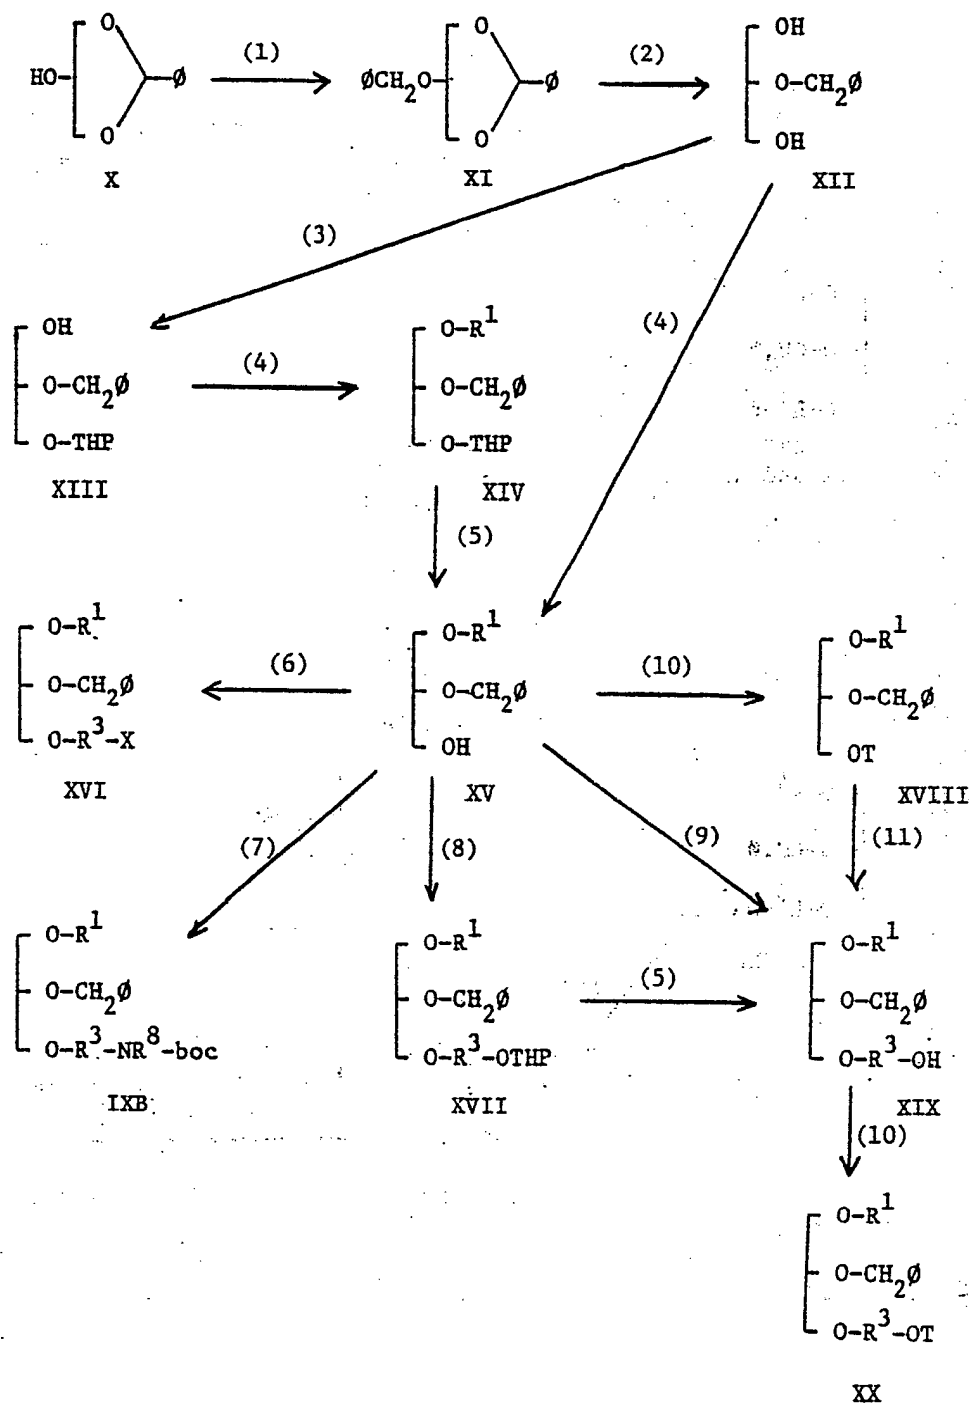 O O OH
HO- -Ø (1) ØCH2O- -Ø (2) O-CH2Ø
O O OH
X XI XII
(3)
(4)
OH O-R1
O-CH2Ø (4) O-CH2Ø
O-THP O-THP
XIII XIV
(5)
O-R1 O-R1 O-R1
O-CH2Ø (6) O-CH2Ø (10) O-CH2Ø
O-R3-X OH OT
XVI XV XVIII
(7) (8) (9) (11)
O-R1 O-R1 O-R1
O-CH2Ø O-CH2Ø (5) O-CH2Ø
O-R3-NR8-boc O-R3-OTHP O-R3-OH
IXB XVII XIX
(10)
O-R1
O-CH2Ø
O-R3-OT
XX